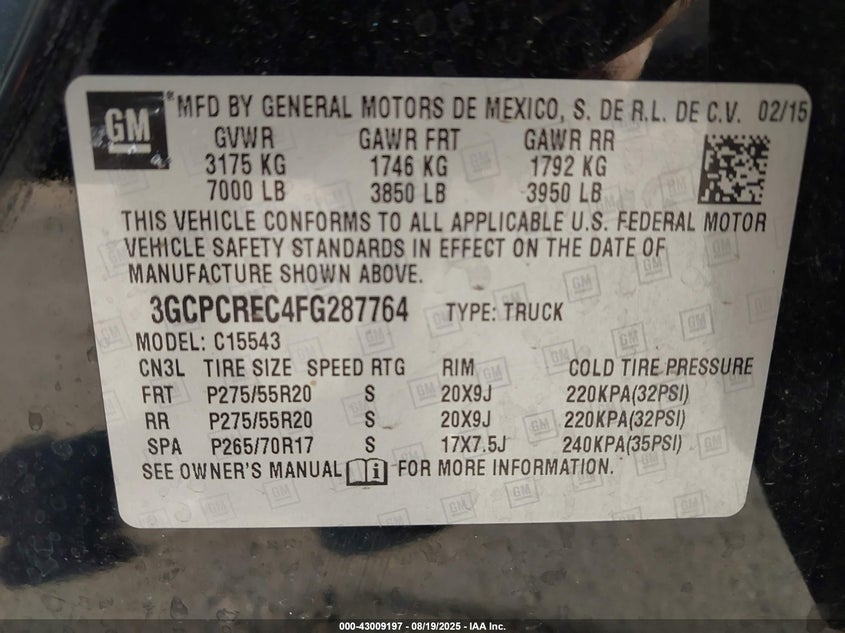 GM ® MFD BY GENERAL MOTORS DE MEXICO, S. DE R.L. DE C.V. 02/15
GVWR GAWR FRT GAWR RR
3175 KG 1746 KG 1792 KG
7000 LB 3850 LB 3950 LB
THIS VEHICLE CONFORMS TO ALL APPLICABLE U.S. FEDERAL MOTOR
VEHICLE SAFETY STANDARDS IN EFFECT ON THE DATE OF
MANUFACTURE SHOWN ABOVE.
3GCPCREC4FG287764 TYPE: TRUCK
MODEL: C15543
CN3L TIRE SIZE SPEED RTG RIM COLD TIRE PRESSURE
FRT P275/55R20 S 20X9J 220KPA(32PSI)
RR P275/55R20 S 20X9J 220KPA(32PSI)
SPA P265/70R17 S 17X7.5J 240KPA(35PSI)
SEE OWNER'S MANUAL FOR MORE INFORMATION.
000-43009197 - 08/19/2025 - IAA Inc.